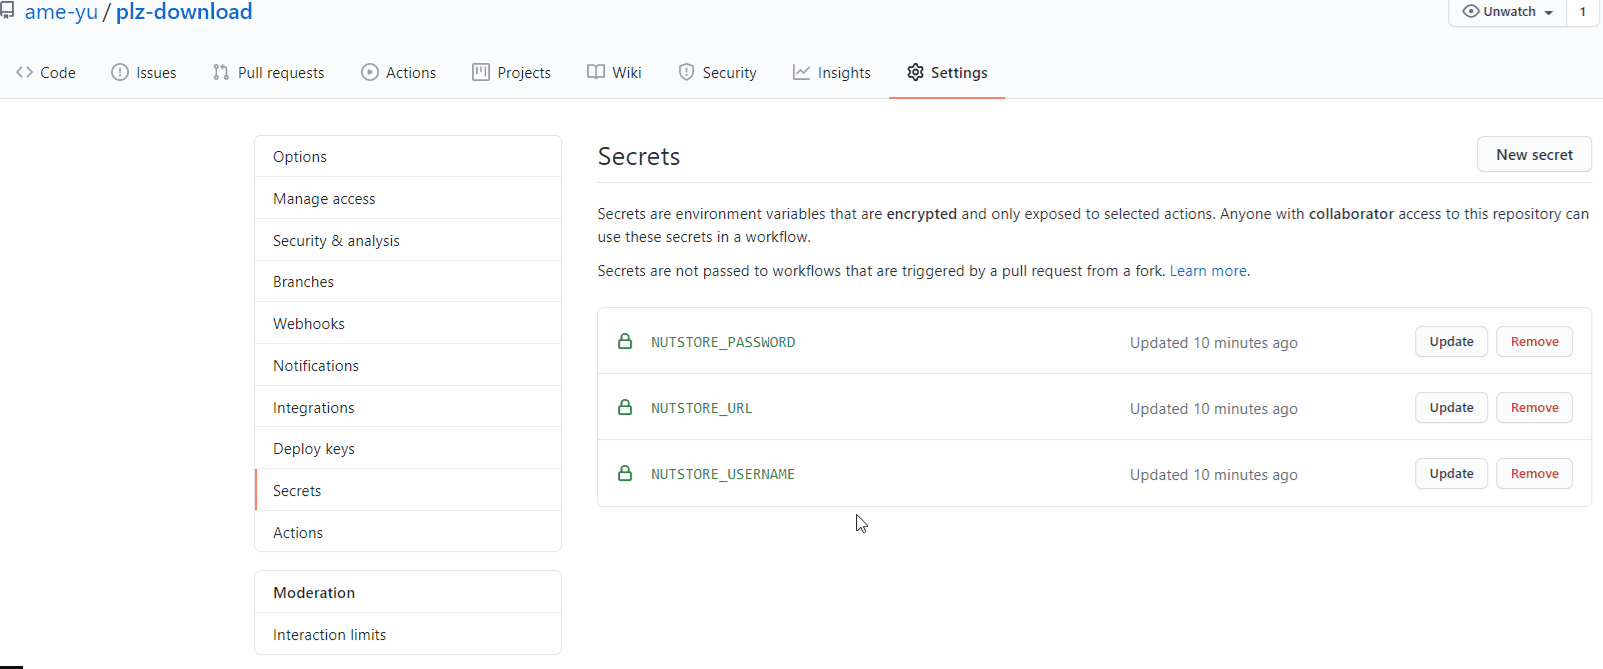 ame-yu / plz-download
Unwatch 1
Code Issues Pull requests Actions Projects Wiki Security Insights Settings
Options
Manage access
Security & analysis
Branches
Webhooks
Notifications
Integrations
Deploy keys
Secrets
Actions
Moderation
Interaction limits
Secrets
New secret
Secrets are environment variables that are encrypted and only exposed to selected actions. Anyone with collaborator access to this repository can
use these secrets in a workflow.
Secrets are not passed to workflows that are triggered by a pull request from a fork. Learn more.
NUTSTORE_PASSWORD Updated 10 minutes ago Update Remove
NUTSTORE_URL Updated 10 minutes ago Update Remove
NUTSTORE_USERNAME Updated 10 minutes ago Update Remove